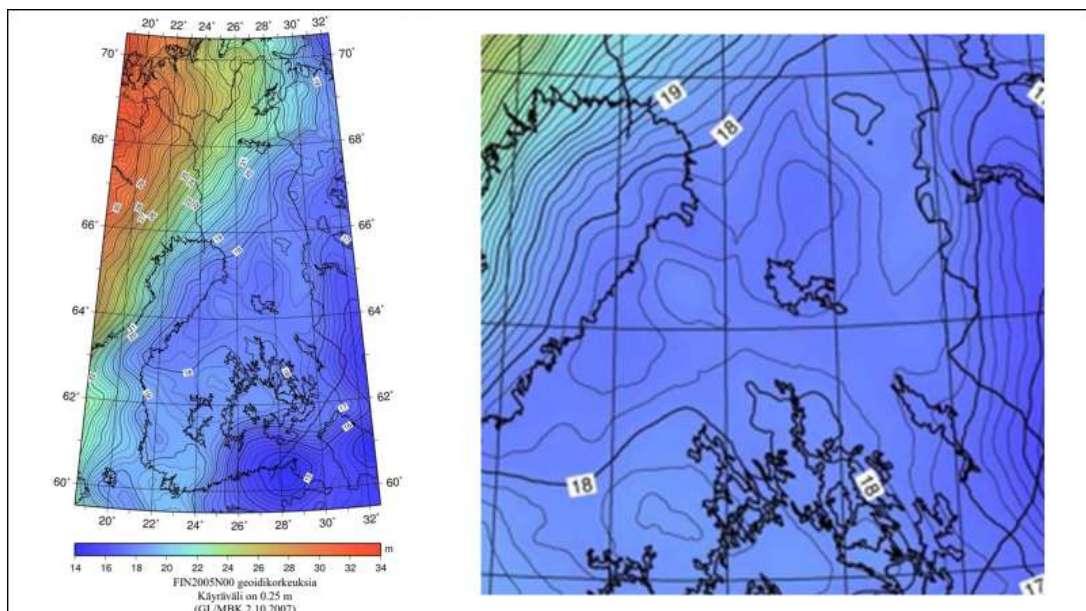 20° 22° 24° 26° 28° 30° 32°
70° 70°
68° 68°
66° 66°
64° 64°
62° 62°
60° 60°
20° 22° 24° 26° 28° 30° 32°
14 16 18 20 22 24 26 28 30 32 34 m
FIN2005N00 geoidikorkeuksia
Käyräväli on 0.25 m
(GL/MBK 2.10.2007)
19
18
18
18
17